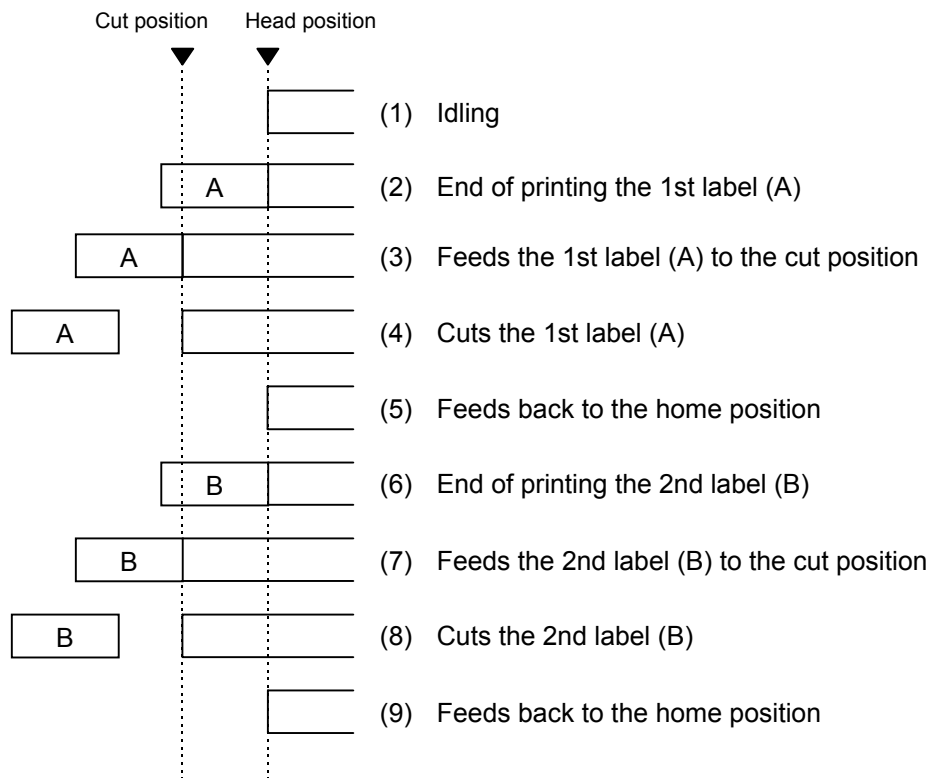 Cut position Head position
(1) Idling
A (2) End of printing the 1st label (A)
A (3) Feeds the 1st label (A) to the cut position
A (4) Cuts the 1st label (A)
(5) Feeds back to the home position
B (6) End of printing the 2nd label (B)
B (7) Feeds the 2nd label (B) to the cut position
B (8) Cuts the 2nd label (B)
(9) Feeds back to the home position